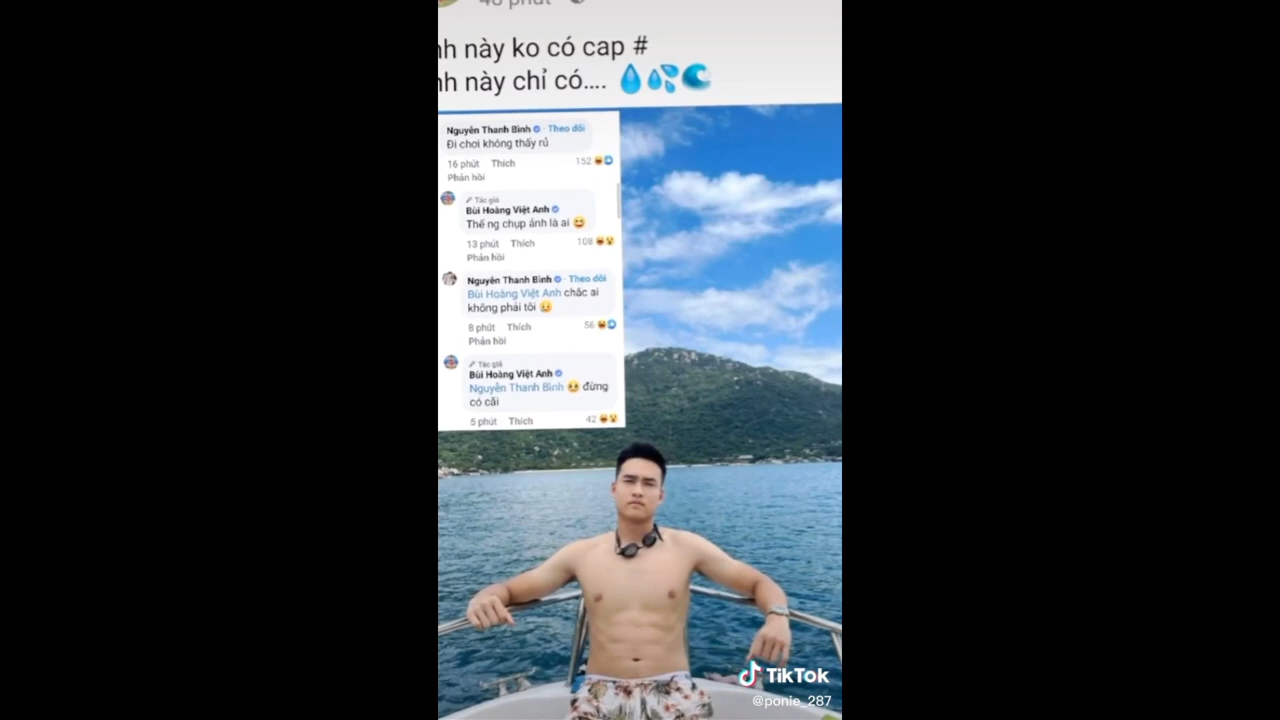 48 phút
nh này ko có cap #
nh này chỉ có....
Nguyễn Thanh Bình · Theo dõi
Đi chơi không thấy rủ
16 phút Thích 152
Phản hồi
Tác giả
Bùi Hoàng Việt Anh
Thế ng chụp ảnh là ai
13 phút Thích 108
Phản hồi
Nguyễn Thanh Bình · Theo dõi
Bùi Hoàng Việt Anh chắc ai
không phải tôi
8 phút Thích 56
Phản hồi
Tác giả
Bùi Hoàng Việt Anh
Nguyễn Thanh Bình đừng
có cãi
5 phút Thích 42
TikTok
@ponie_287